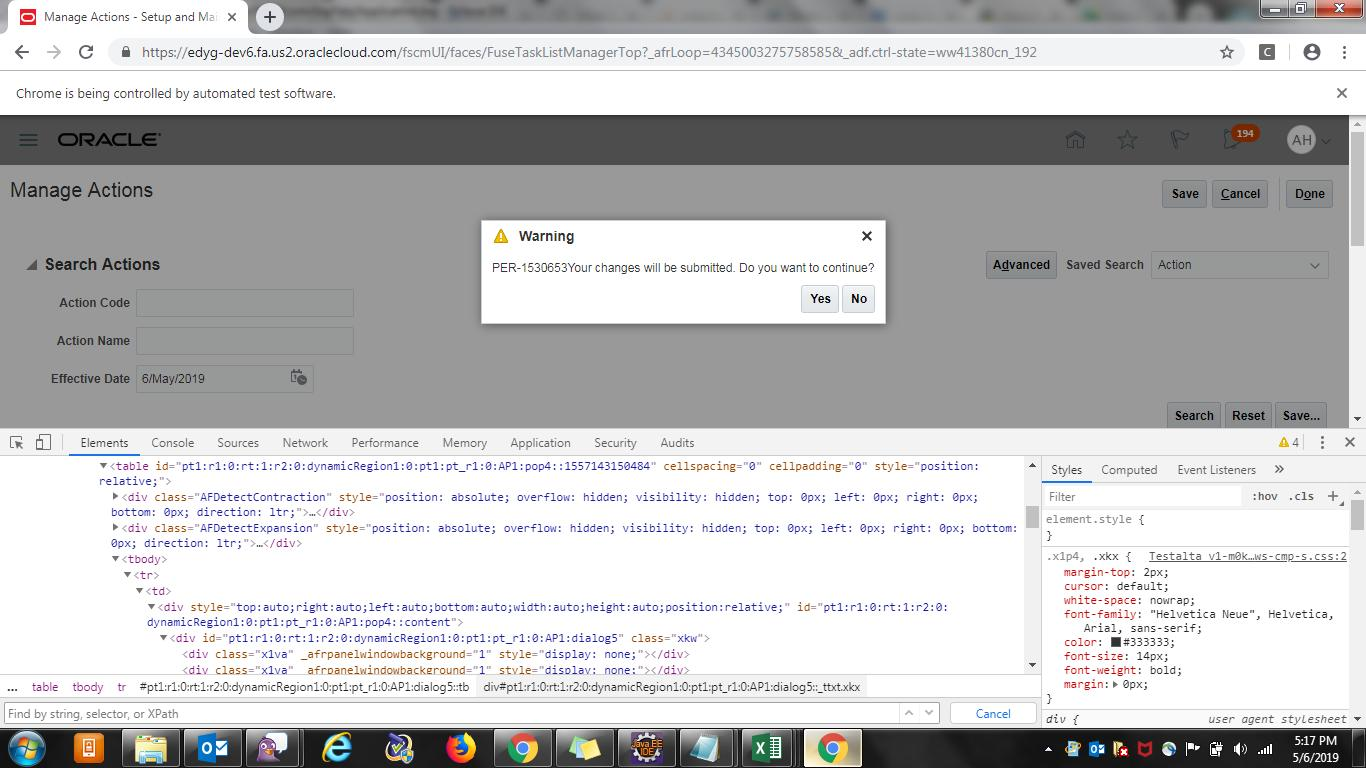 Manage Actions - Setup and Mai
https://edyg-dev6.fa.us2.oraclecloud.com/fscmUI/faces/FuseTaskListManagerTop?_afrLoop=4345003275758585&_adf.ctrl-state=ww41380cn_192
C
Chrome is being controlled by automated test software.
ORACLE
194
AH
Manage Actions
Save
Cancel
Done
Warning
PER-1530653Your changes will be submitted. Do you want to continue?
Yes
No
Search Actions
Advanced
Saved Search
Action
Action Code
Action Name
Effective Date
6/May/2019
Search
Reset
Save...
Elements
Console
Sources
Network
Performance
Memory
Application
Security
Audits
4
<table id="pt1:r1:0:rt:1:r2:0:dynamicRegion1:0:pt1:pt_r1:0:AP1:pop4::1557143150484" cellspacing="0" cellpadding="0" style="position:
relative;">
<div class="AFDetectContraction" style="position: absolute; overflow: hidden; visibility: hidden; top: 0px; left: 0px; right: 0px;
bottom: 0px; direction: ltr;">…</div>
<div class="AFDetectExpansion" style="position: absolute; overflow: hidden; visibility: hidden; top: 0px; left: 0px; right: 0px; bottom:
0px; direction: ltr;">…</div>
<tbody>
<tr>
<td>
<div style="top:auto;right:auto;left:auto;bottom:auto;width:auto;height:auto;position:relative;" id="pt1:r1:0:rt:1:r2:0:
dynamicRegion1:0:pt1:pt_r1:0:AP1:pop4::content">
<div id="pt1:r1:0:rt:1:r2:0:dynamicRegion1:0:pt1:pt_r1:0:AP1:dialog5" class="xkw">
<div class="x1va" _afrpanelwindowbackground="1" style="display: none;"></div>
<div class="x1va" _afrpanelwindowbackground="1" style="display: none;"></div>
... table tbody tr #pt1:r1:0:rt:1:r2:0:dynamicRegion1:0:pt1:pt_r1:0:AP1:dialog5::tb div#pt1:r1:0:rt:1:r2:0:dynamicRegion1:0:pt1:pt_r1:0:AP1:dialog5::_ttxt.xkx
Find by string, selector, or XPath
Cancel
Styles
Computed
Event Listeners
»
Filter
:hov .cls +
element.style {
}
.x1p4, .xkx { Testalta v1-m0k…ws-cmp-s.css:2
margin-top: 2px;
cursor: default;
white-space: nowrap;
font-family: "Helvetica Neue", Helvetica,
Arial, sans-serif;
color: #333333;
font-size: 14px;
font-weight: bold;
margin: 0px;
}
div { user agent stylesheet
Java EE
IDE
5:17 PM
5/6/2019